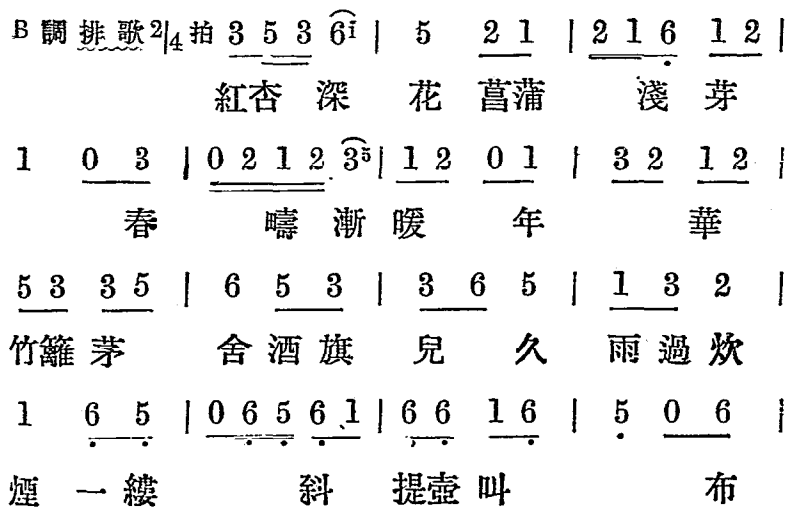 B 調 排歌 2/4 拍 3 5 3 6 i | 5 2 1 | 2 1 6 1 2 |
紅杏 深 花 菖蒲 淺 芽
1 0 3 | 0 2 1 2 3 5 | 1 2 0 1 | 3 2 1 2 |
春 疇 漸 暖 年 華
5 3 3 5 | 6 5 3 | 3 6 5 | 1 3 2 |
竹籬 茅 舍 酒 旗 兒 久 雨 過 炊
1 6 5 | 0 6 5 6 1 | 6 6 1 6 | 5 0 6 |
煙 一 縷 斜 提壺 叫 布